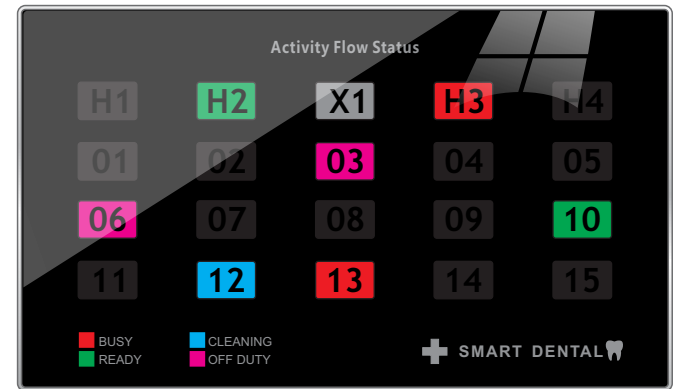 Activity Flow Status
H1 H2 X1 H3 H4
01 02 03 04 05
06 07 08 09 10
11 12 13 14 15
BUSY CLEANING
READY OFF DUTY
SMART DENTAL